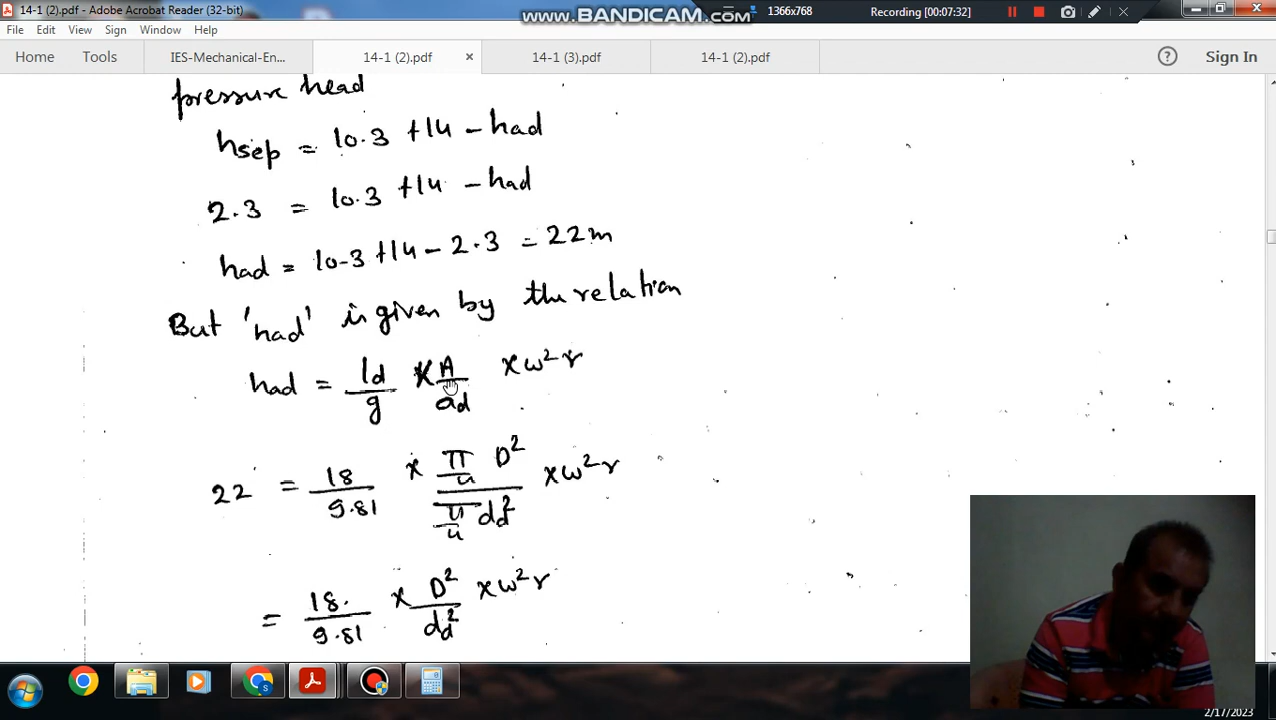 14-1 (2).pdf - Adobe Acrobat Reader (32-bit)
www.BANDICAM.com
1366x768
Recording [00:07:32]
File Edit View Sign Window Help
Home Tools IES-Mechanical-En... 14-1 (2).pdf × 14-1 (3).pdf 14-1 (2).pdf ? Sign In
pressure head
hsep = 10.3 +14 - had
2.3 = 10.3 +14 - had
had = 10.3 +14 - 2.3 = 22m
But 'had' is given by the relation
had = ld/g × A/ad × ω² r
22 = 18/9.81 × π/4 D² / π/4 dd² × ω² r
= 18/9.81 × D²/dd² × ω² r
2/17/2023